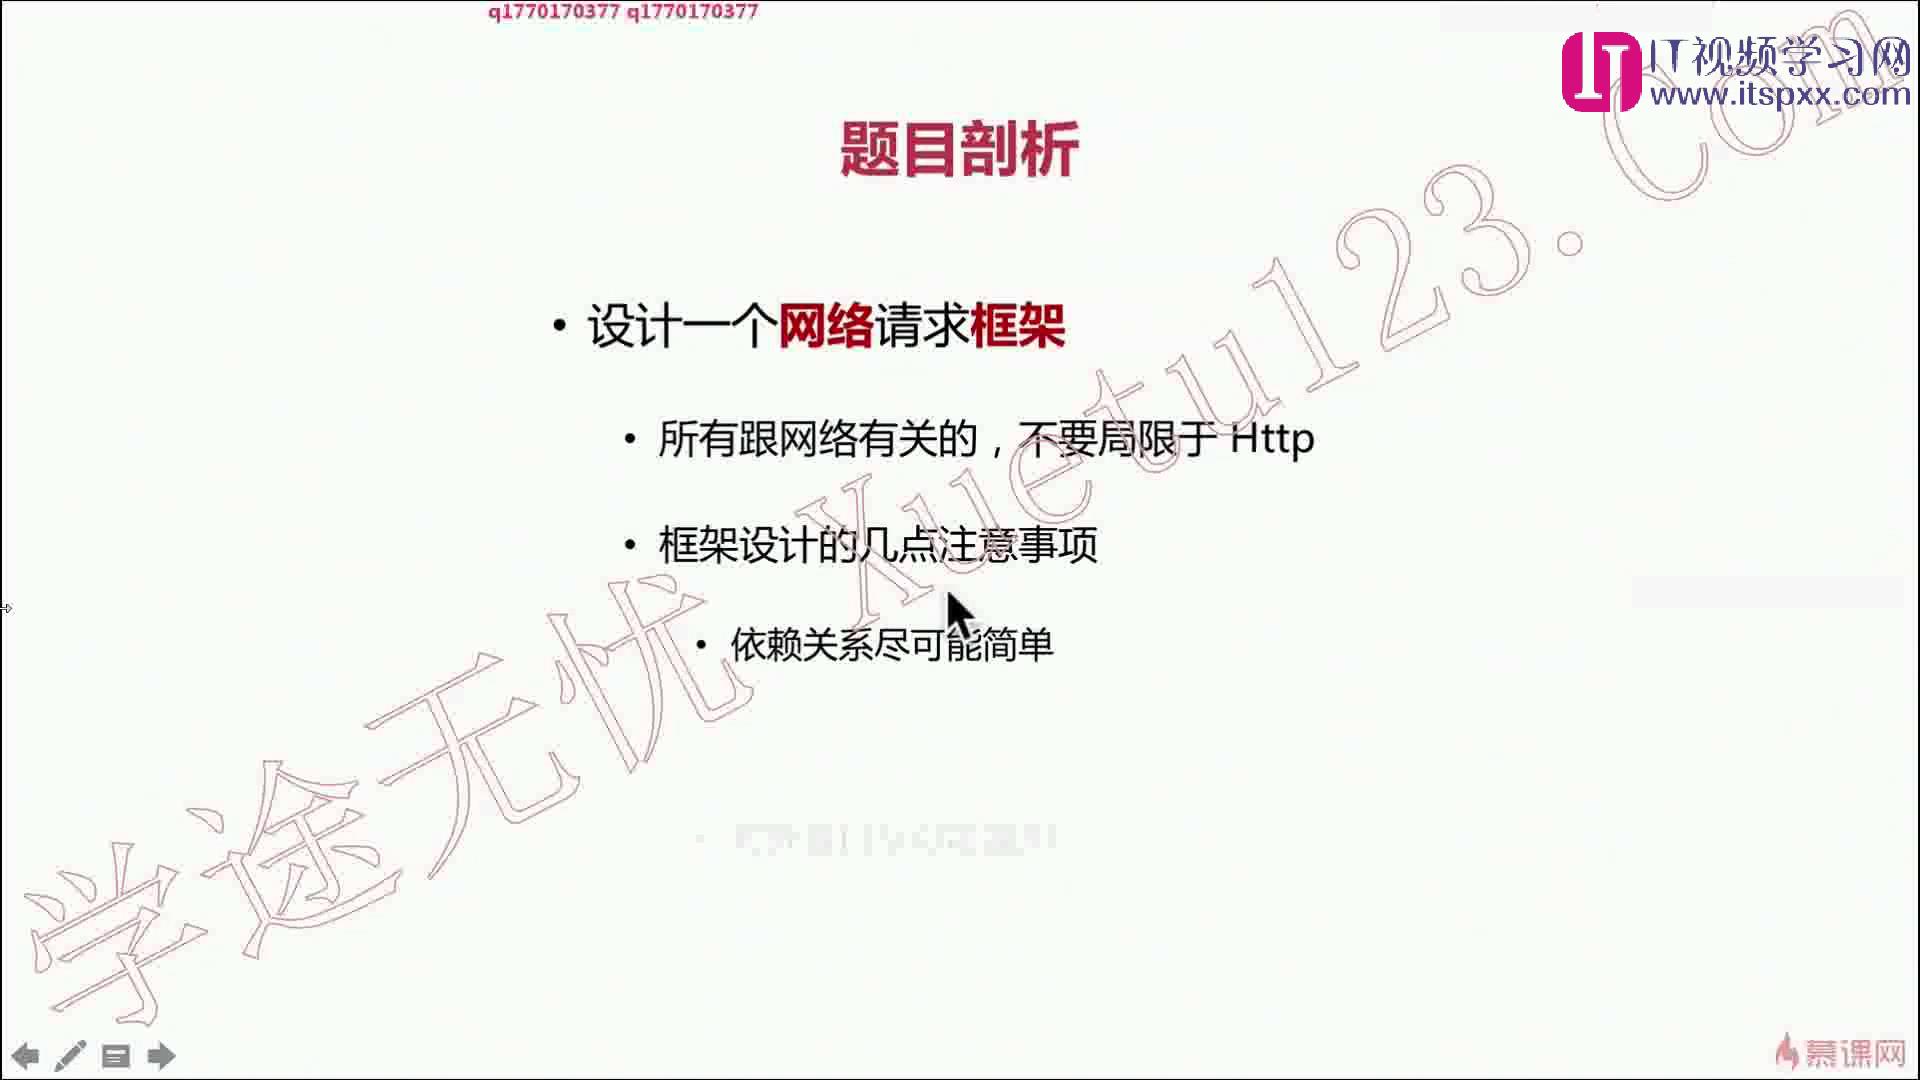 q1770170377 q1770170377
IT视频学习网
www.itspxx.com
题目剖析
• 设计一个网络请求框架
• 所有跟网络有关的，不要局限于 Http
• 框架设计的几点注意事项
• 依赖关系尽可能简单
学途无忧 Xuetu123.Com
慕课网